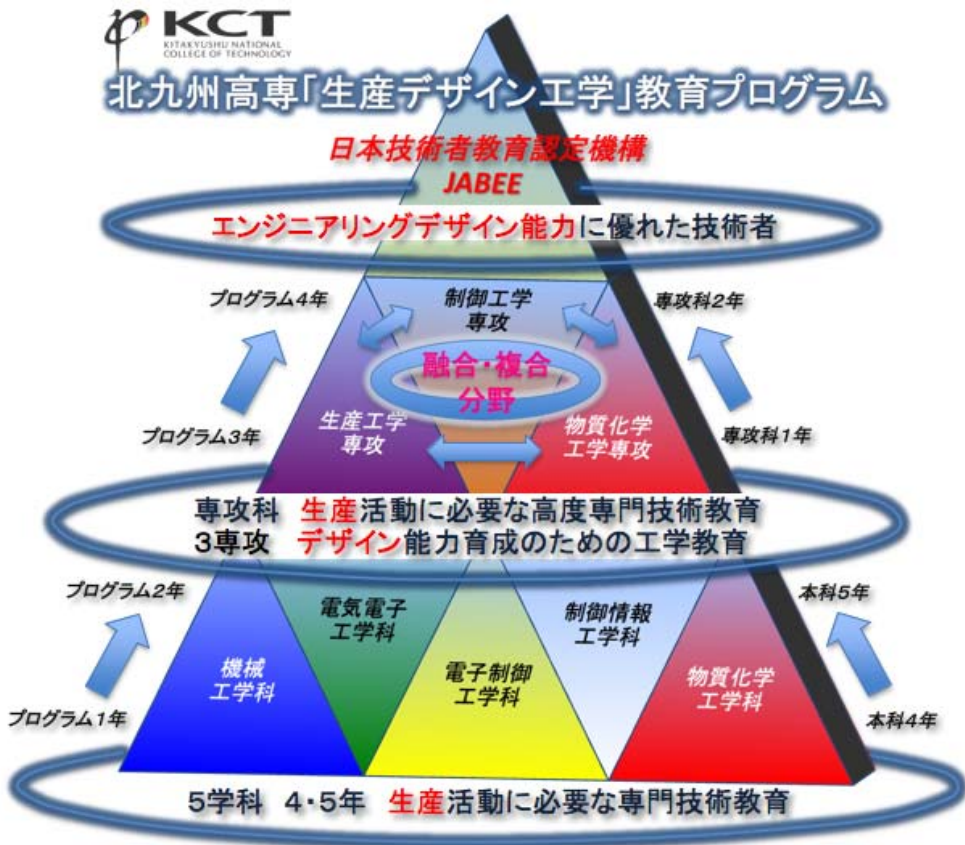 KCT
KITAKYUSHU NATIONAL
COLLEGE OF TECHNOLOGY
北九州高専「生産デザイン工学」教育プログラム
日本技術者教育認定機構
JABEE
エンジニアリングデザイン能力に優れた技術者
プログラム4年
制御工学
専攻
専攻科2年
融合・複合
分野
プログラム3年
生産工学
専攻
物質化学
工学専攻
専攻科1年
専攻科 生産活動に必要な高度専門技術教育
3専攻 デザイン能力育成のための工学教育
プログラム2年
電気電子
工学科
制御情報
工学科
本科5年
機械
工学科
電子制御
工学科
物質化学
工学科
プログラム1年
本科4年
5学科 4・5年 生産活動に必要な専門技術教育